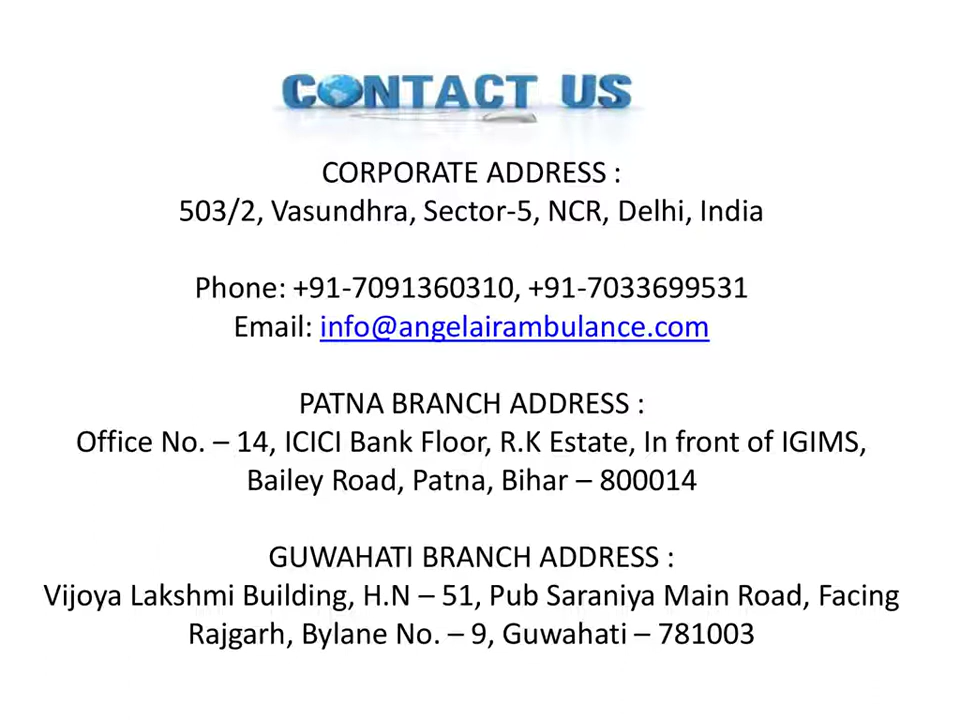 CONTACT US
CORPORATE ADDRESS :
503/2, Vasundhra, Sector-5, NCR, Delhi, India
Phone: +91-7091360310, +91-7033699531
Email: info@angelairambulance.com
PATNA BRANCH ADDRESS :
Office No. – 14, ICICI Bank Floor, R.K Estate, In front of IGIMS,
Bailey Road, Patna, Bihar – 800014
GUWAHATI BRANCH ADDRESS :
Vijoya Lakshmi Building, H.N – 51, Pub Saraniya Main Road, Facing
Rajgarh, Bylane No. – 9, Guwahati – 781003